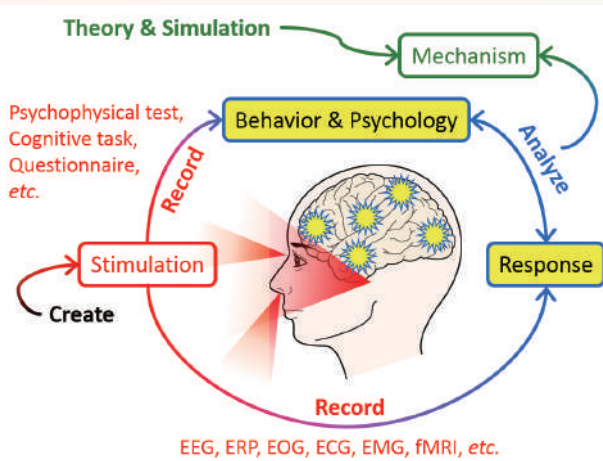 Theory & Simulation
Mechanism
Psychophysical test,
Cognitive task,
Questionnaire,
etc.
Behavior & Psychology
Record
Analyze
Stimulation
Response
Create
Record
EEG, ERP, EOG, ECG, EMG, fMRI, etc.